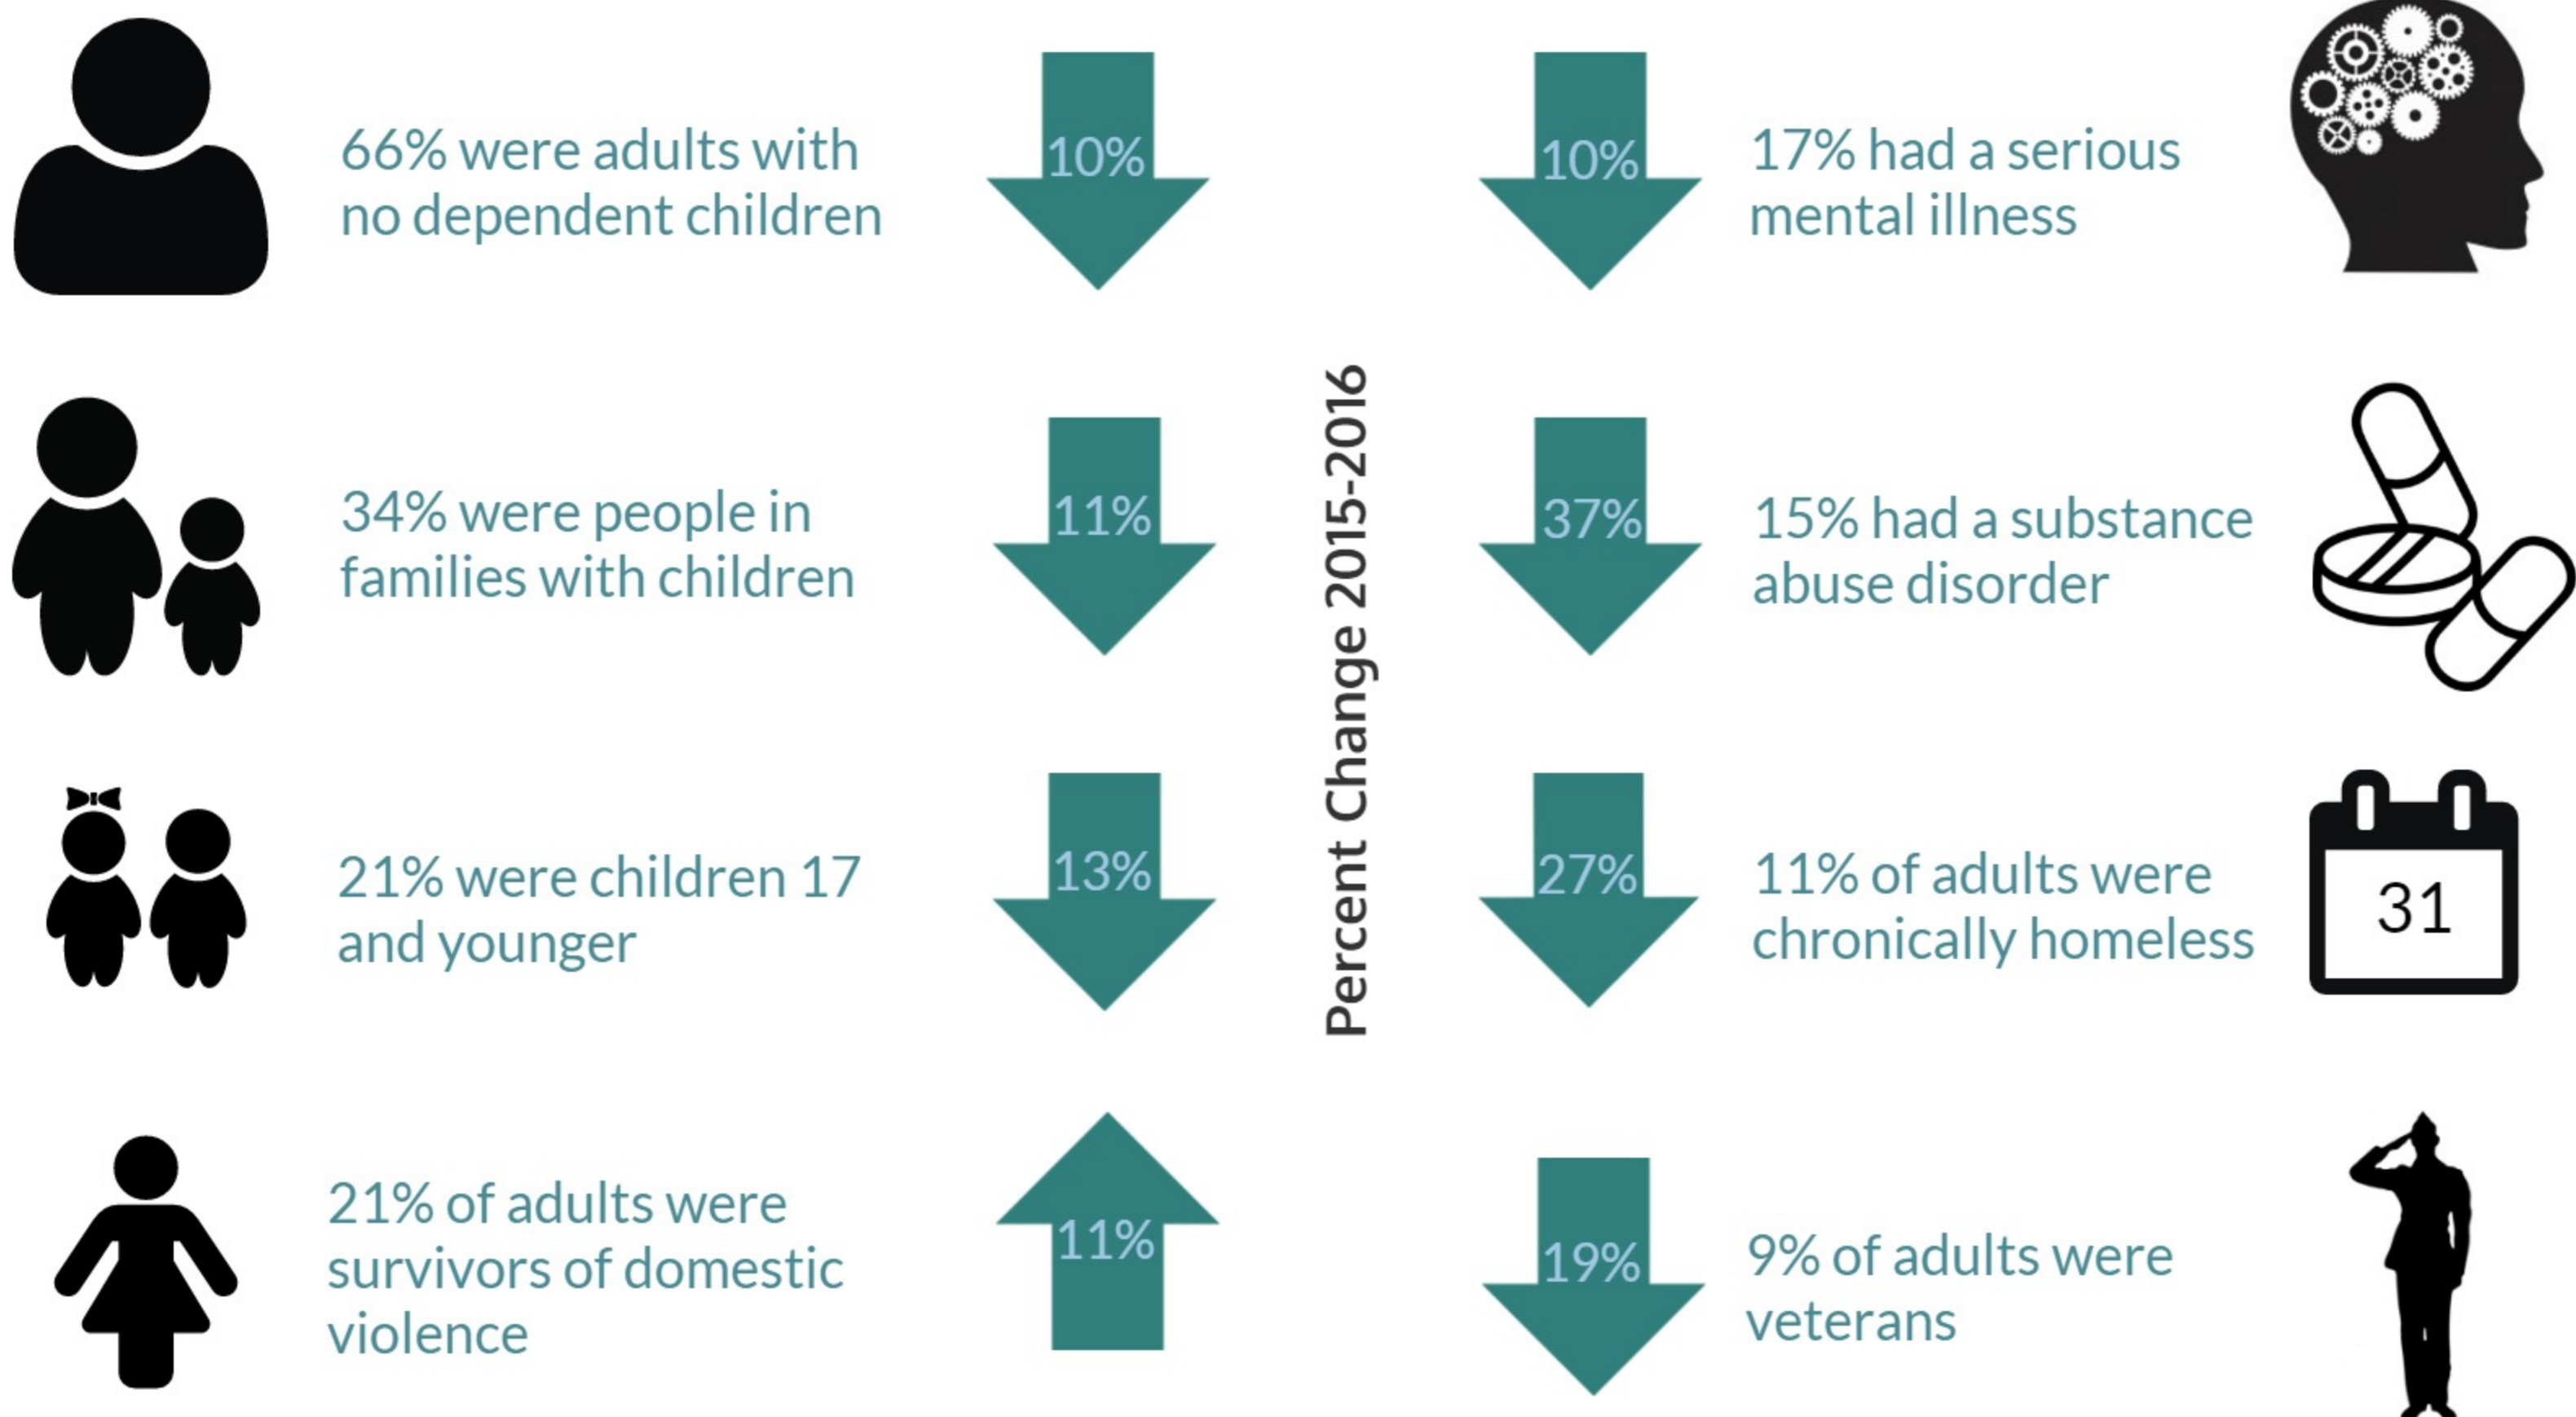 66% were adults with
no dependent children
10%
10%
17% had a serious
mental illness
34% were people in
families with children
11%
Percent Change 2015-2016
37%
15% had a substance
abuse disorder
21% were children 17
and younger
13%
27%
11% of adults were
chronically homeless
31
21% of adults were
survivors of domestic
violence
11%
19%
9% of adults were
veterans